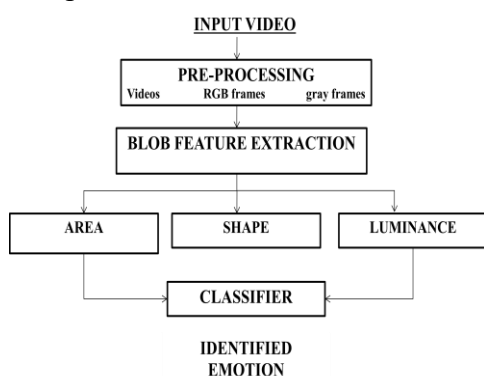 INPUT VIDEO
PRE-PROCESSING
Videos RGB frames gray frames
BLOB FEATURE EXTRACTION
AREA SHAPE LUMINANCE
CLASSIFIER
IDENTIFIED
EMOTION